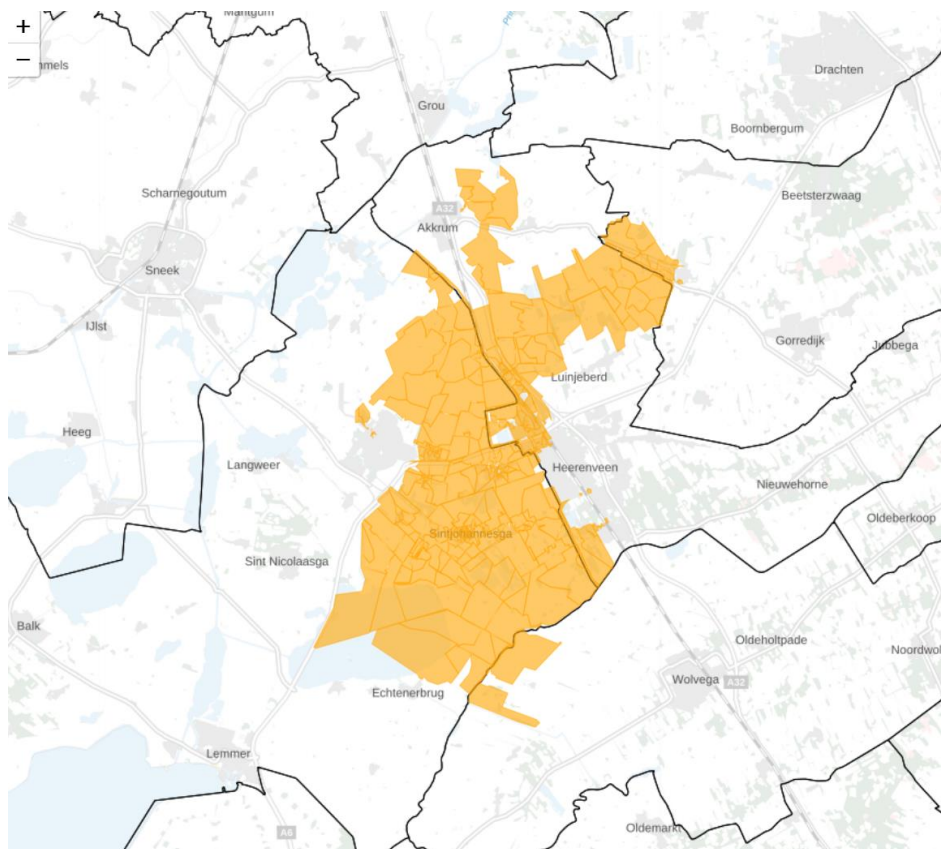 +
−
Mantgum
Grou
Drachten
Boornbergum
Scharnegoutum
Beetsterzwaag
A32
Akkrum
Sneek
IJlst
Gorredijk
Jubbega
Luinjeberd
Heeg
Langweer
Heerenveen
Nieuwehorne
Oldeberkoop
Sintjohannesga
Sint Nicolaasga
Balk
Oldeholtpade
Wolvega
A32
Echtenerbrug
Lemmer
A6
Oldemarkt